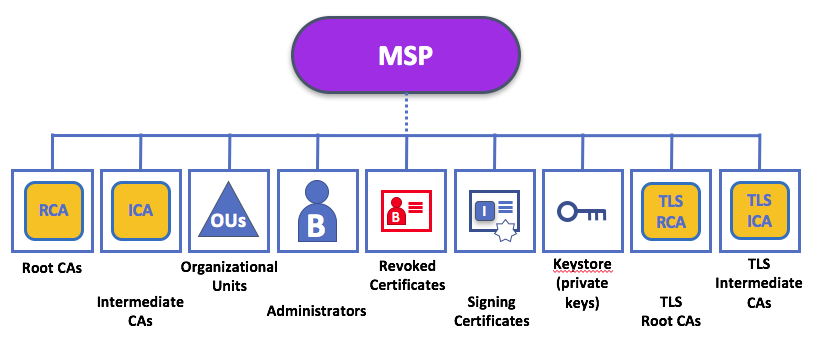 MSP
RCA
ICA
OUs
B
B
I
TLS
RCA
TLS
ICA
Root CAs
Intermediate
CAs
Organizational
Units
Administrators
Revoked
Certificates
Signing
Certificates
Keystore
(private
keys)
TLS
Root CAs
TLS
Intermediate
CAs